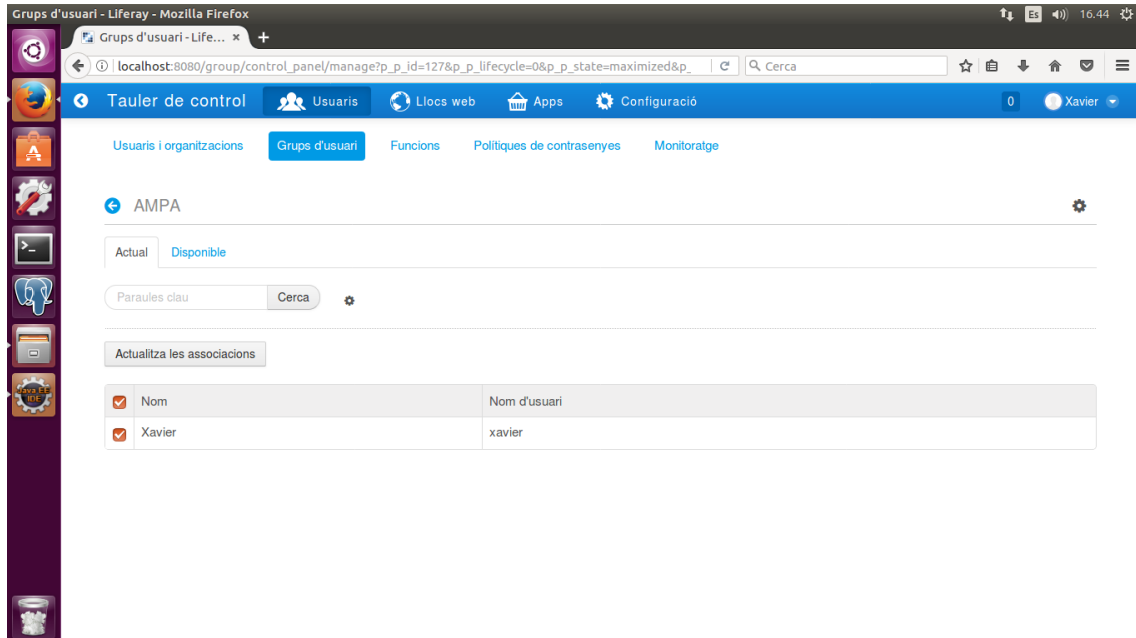 Grups d'usuari - Liferay - Mozilla Firefox
Es
16.44
Grups d'usuari - Life...
localhost:8080/group/control_panel/manage?p_p_id=127&p_p_lifecycle=0&p_p_state=maximized&p_
Cerca
Tauler de control
Usuaris
Llocs web
Apps
Configuració
0
Xavier
Usuaris i organitzacions
Grups d'usuari
Funcions
Polítiques de contrasenyes
Monitoratge
AMPA
Actual
Disponible
Paraules clau
Cerca
Actualitza les associacions
Java EE
IDE
Nom
Nom d'usuari
Xavier
xavier